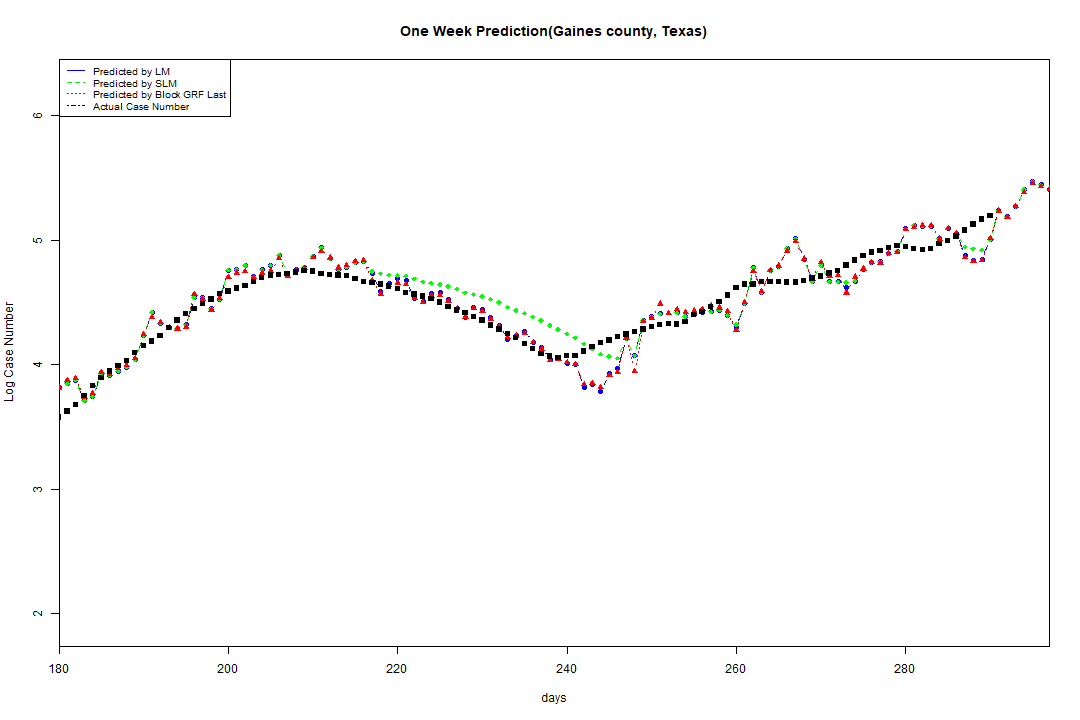 One Week Prediction(Gaines county, Texas)
Predicted by LM
Predicted by SLM
Predicted by Block GRF Last
Actual Case Number
Log Case Number
6
5
4
3
2
180
200
220
240
260
280
days